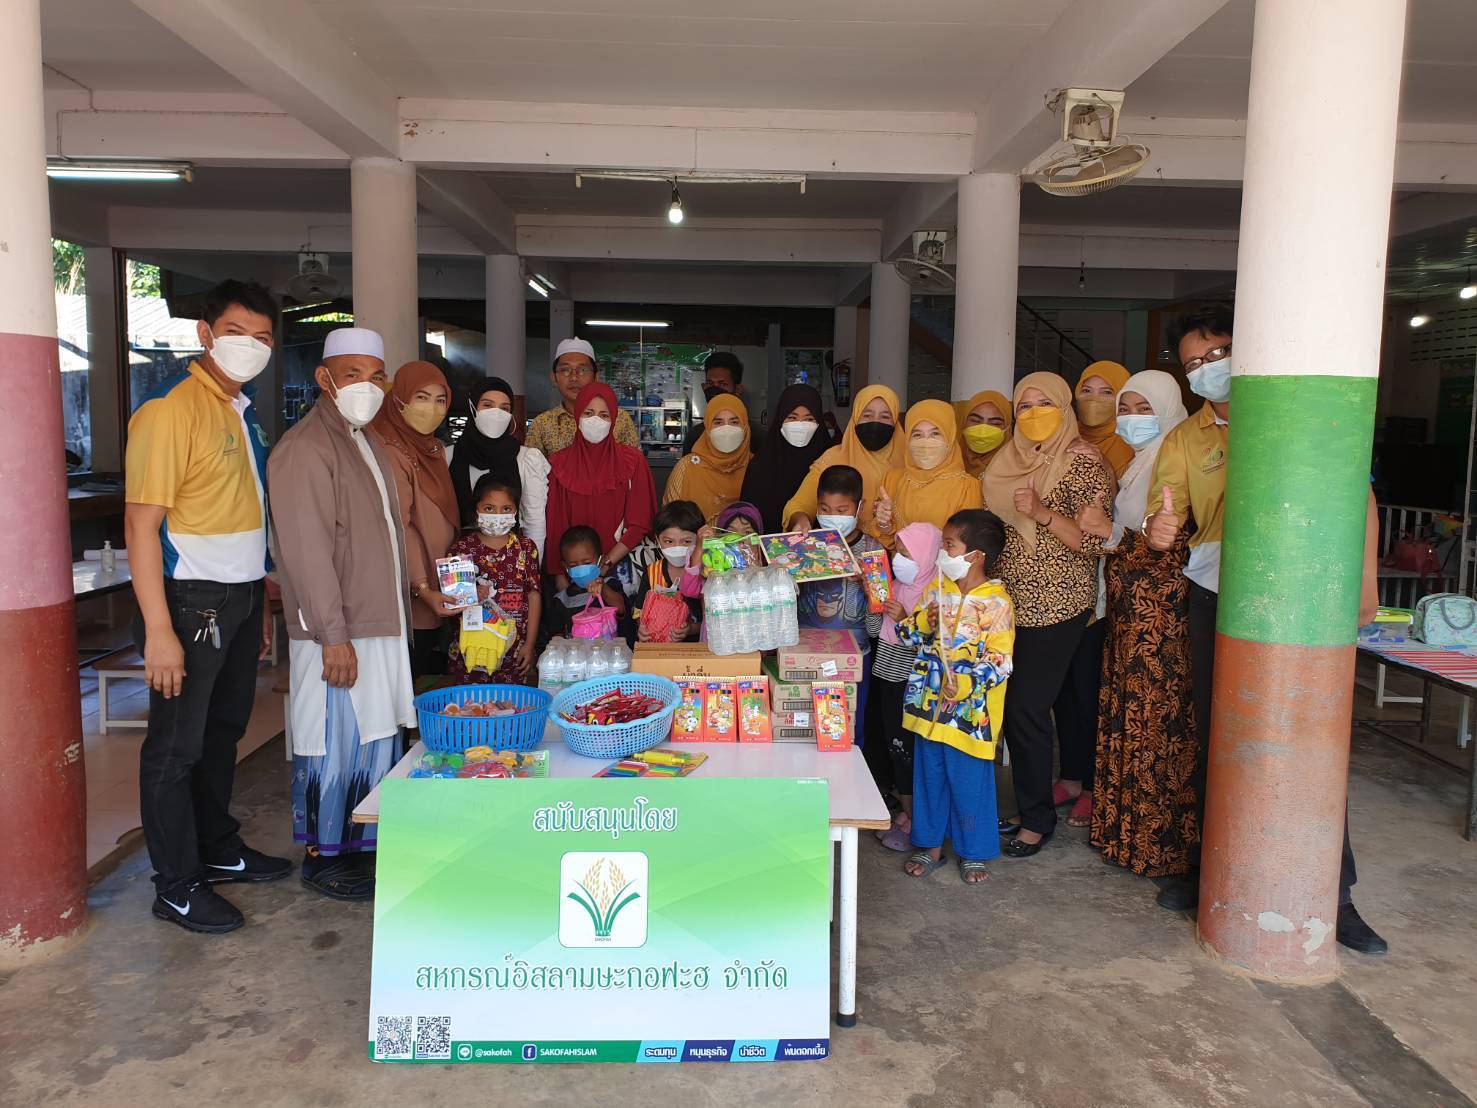 สนับสนุนโดย
SAKOFAH
สหกรณ์อิสลามษะกอฟะฮ จำกัด
@sakofah
SAKOFAHISLAM
ระดมทุน หนุนธุรกิจ นำชีวิต พ้นดอกเบี้ย